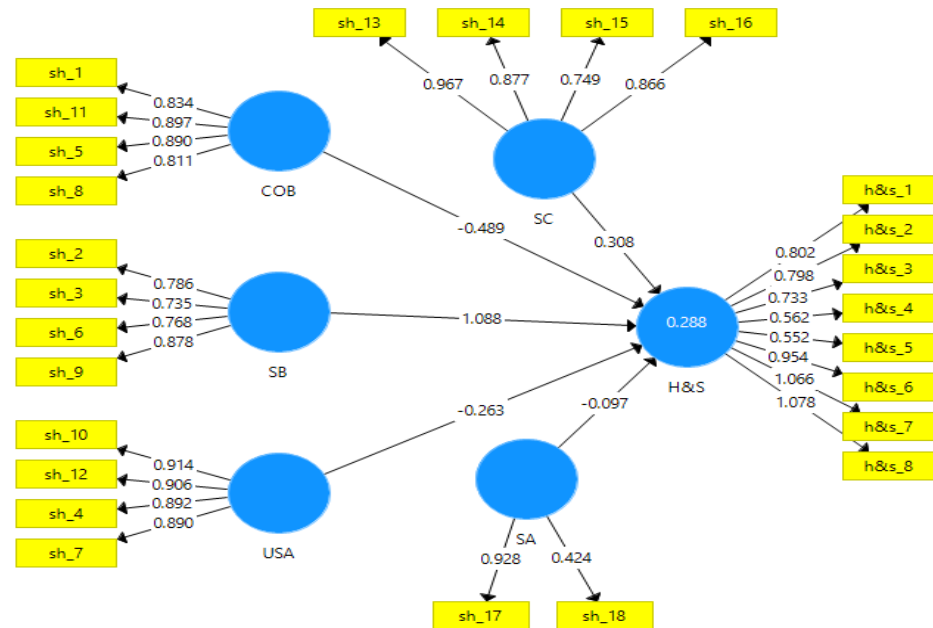 sh_13
sh_14
sh_15
sh_16
0.967
0.877
0.749
0.866
SC
0.308
sh_1
sh_11
sh_5
sh_8
0.834
0.897
0.890
0.811
COB
-0.489
sh_2
sh_3
sh_6
sh_9
0.786
0.735
0.768
0.878
SB
1.088
sh_10
sh_12
sh_4
sh_7
0.914
0.906
0.892
0.890
USA
-0.263
SA
-0.097
0.928
0.424
sh_17
sh_18
0.288
H&S
0.802
0.798
0.733
0.562
0.552
0.954
1.066
1.078
h&s_1
h&s_2
h&s_3
h&s_4
h&s_5
h&s_6
h&s_7
h&s_8